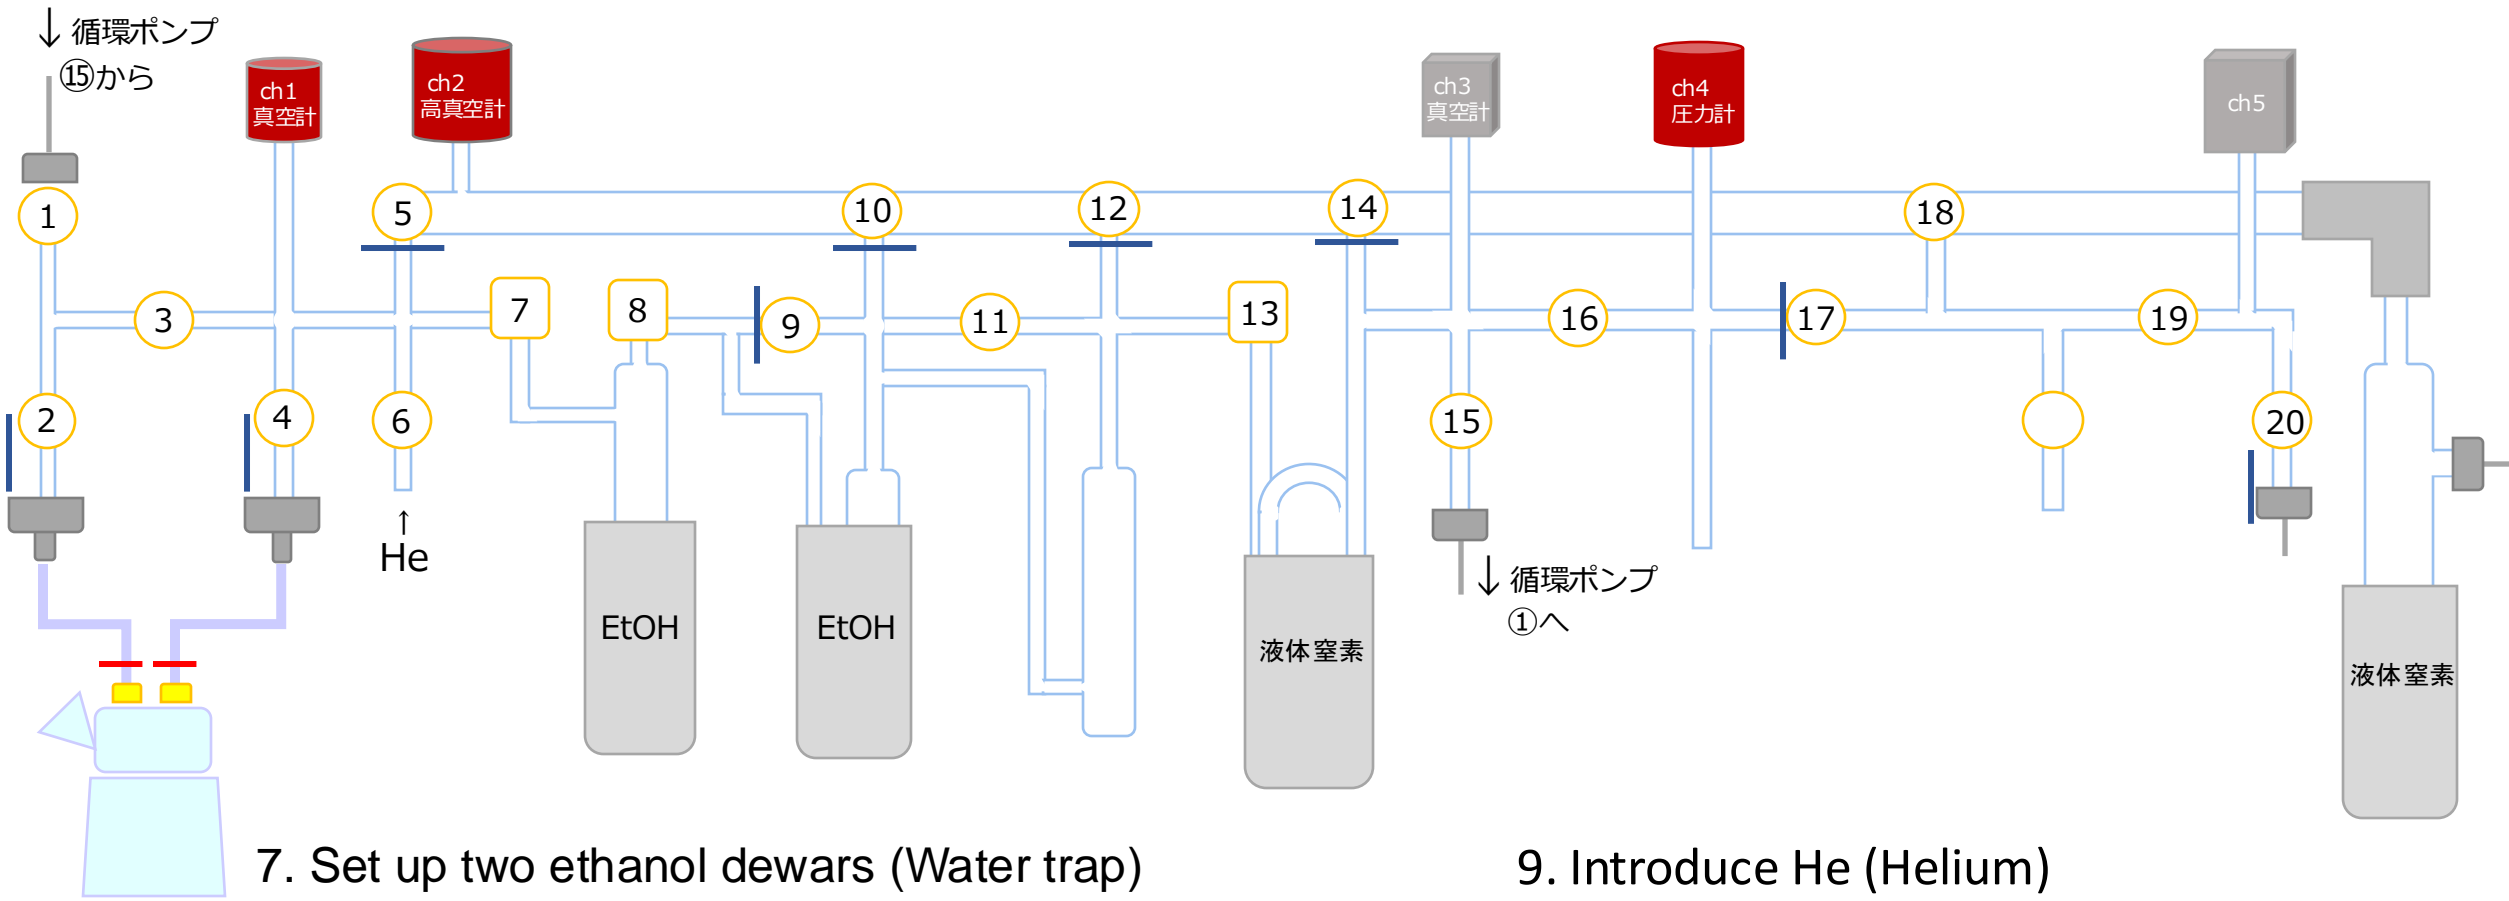 ↓ 循環ポンプ
⑮から
ch1
真空計
ch2
高真空計
ch3
真空計
ch4
圧力計
ch5
1
5
10
12
14
18
3
7
8
9
11
13
16
17
19
2
4
6
15
20
↑
He
EtOH
EtOH
液体窒素
↓ 循環ポンプ
①へ
液体窒素
7. Set up two ethanol dewars (Water trap)
9. Introduce He (Helium)